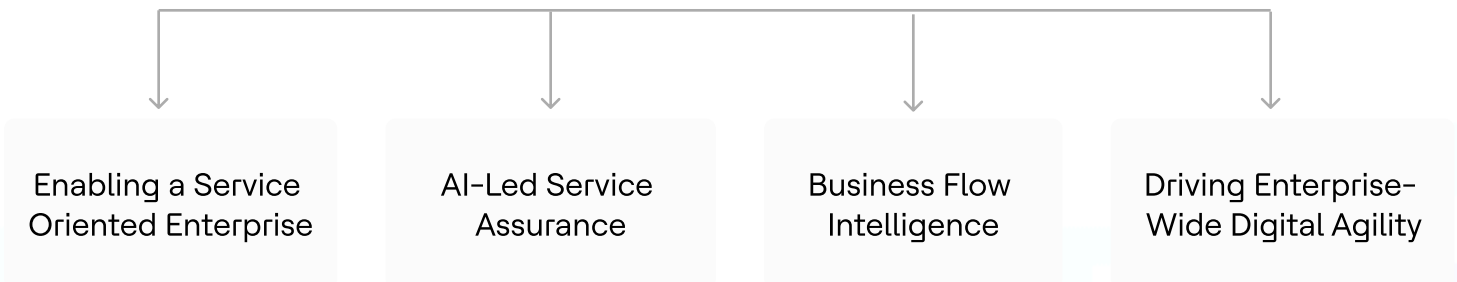 Enabling a Service
Oriented Enterprise
AI-Led Service
Assurance
Business Flow
Intelligence
Driving Enterprise-
Wide Digital Agility